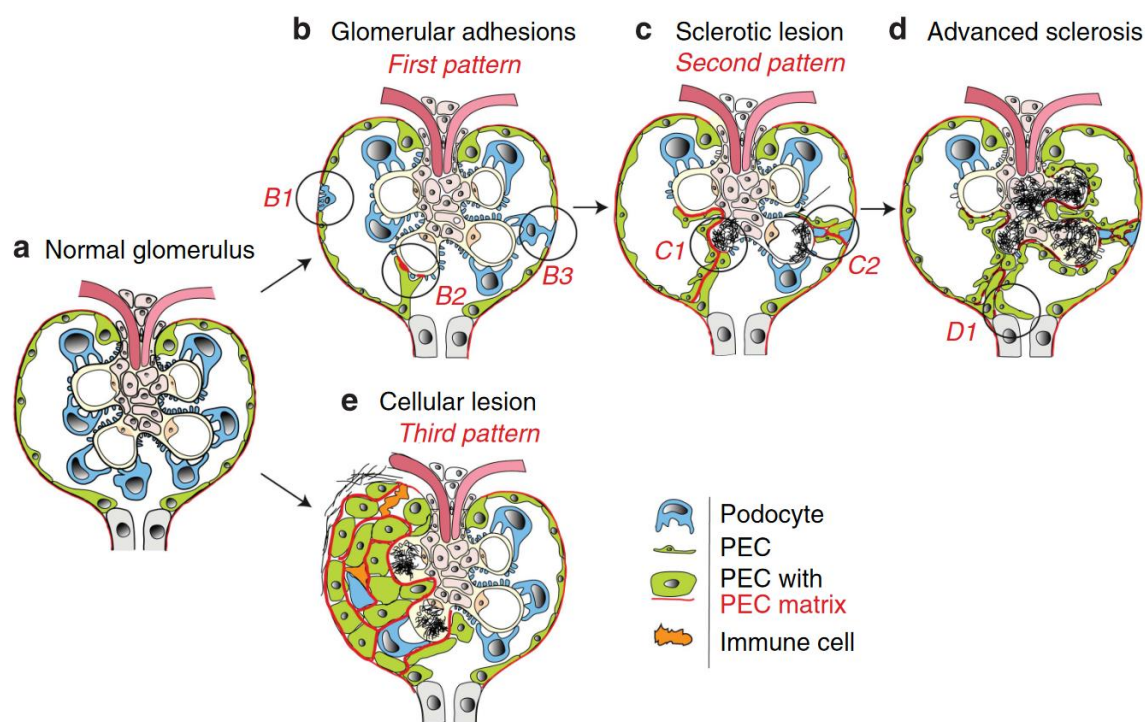 b Glomerular adhesions
First pattern
c Sclerotic lesion
Second pattern
d Advanced sclerosis
B1
B2
B3
C1
C2
D1
a Normal glomerulus
e Cellular lesion
Third pattern
Podocyte
PEC
PEC with
PEC matrix
Immune cell